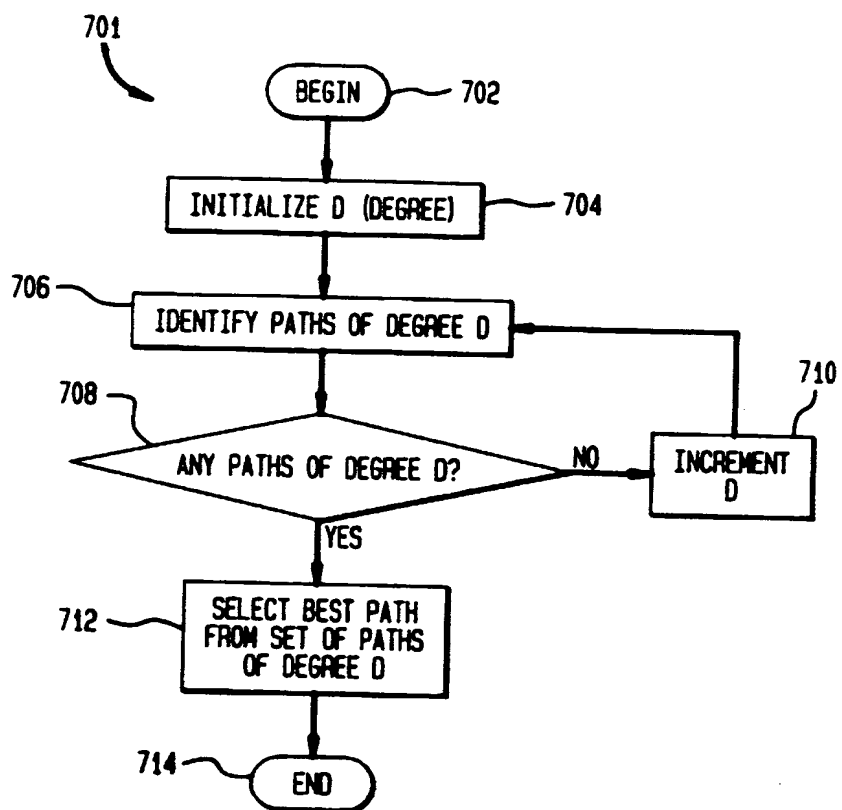 701
BEGIN
702
INITIALIZE D (DEGREE)
704
706
IDENTIFY PATHS OF DEGREE D
708
710
ANY PATHS OF DEGREE D?
NO
INCREMENT
D
YES
712
SELECT BEST PATH
FROM SET OF PATHS
OF DEGREE D
714
END